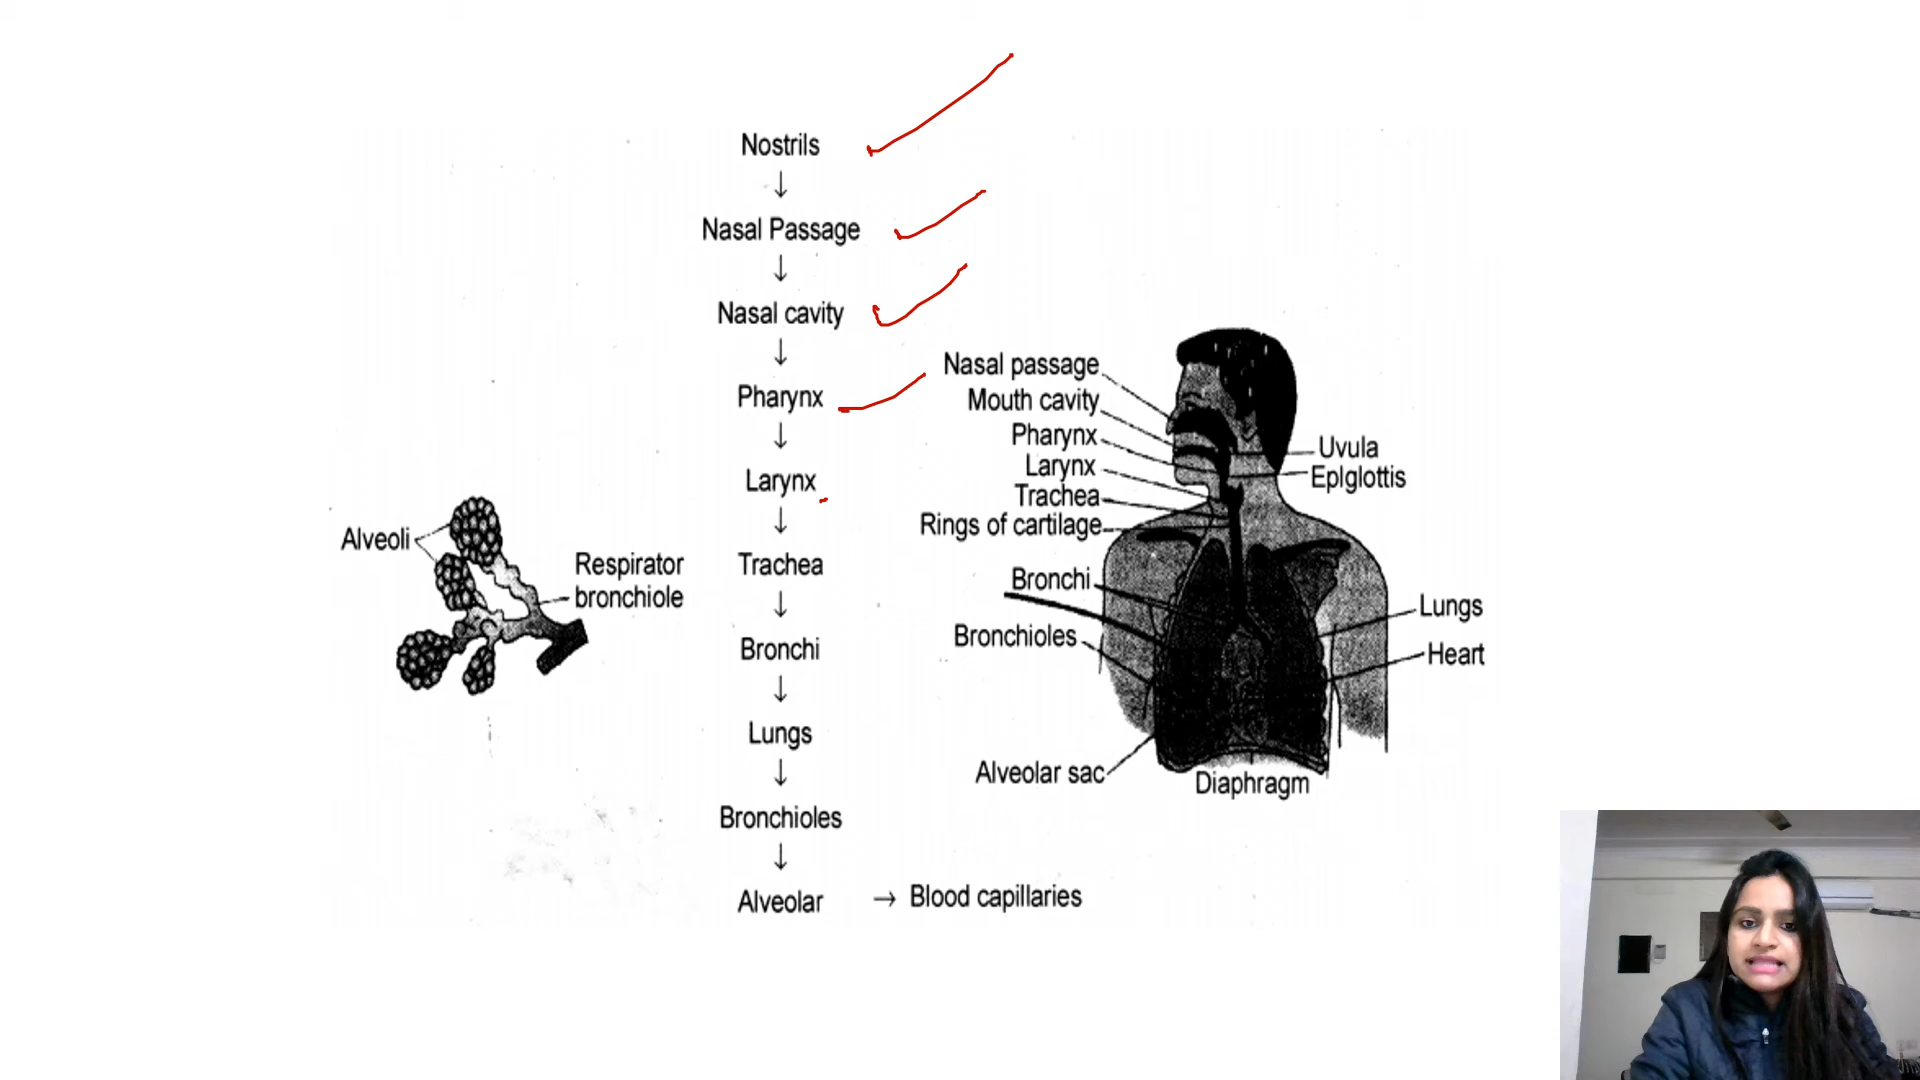 Nostrils
↓
Nasal Passage
↓
Nasal cavity
↓
Pharynx
↓
Larynx
↓
Trachea
↓
Bronchi
↓
Lungs
↓
Bronchioles
↓
Alveolar → Blood capillaries
Alveoli
Respirator
bronchiole
Nasal passage
Mouth cavity
Pharynx
Larynx
Trachea
Rings of cartilage
Bronchi
Bronchioles
Alveolar sac
Uvula
Eplglottis
Lungs
Heart
Diaphragm